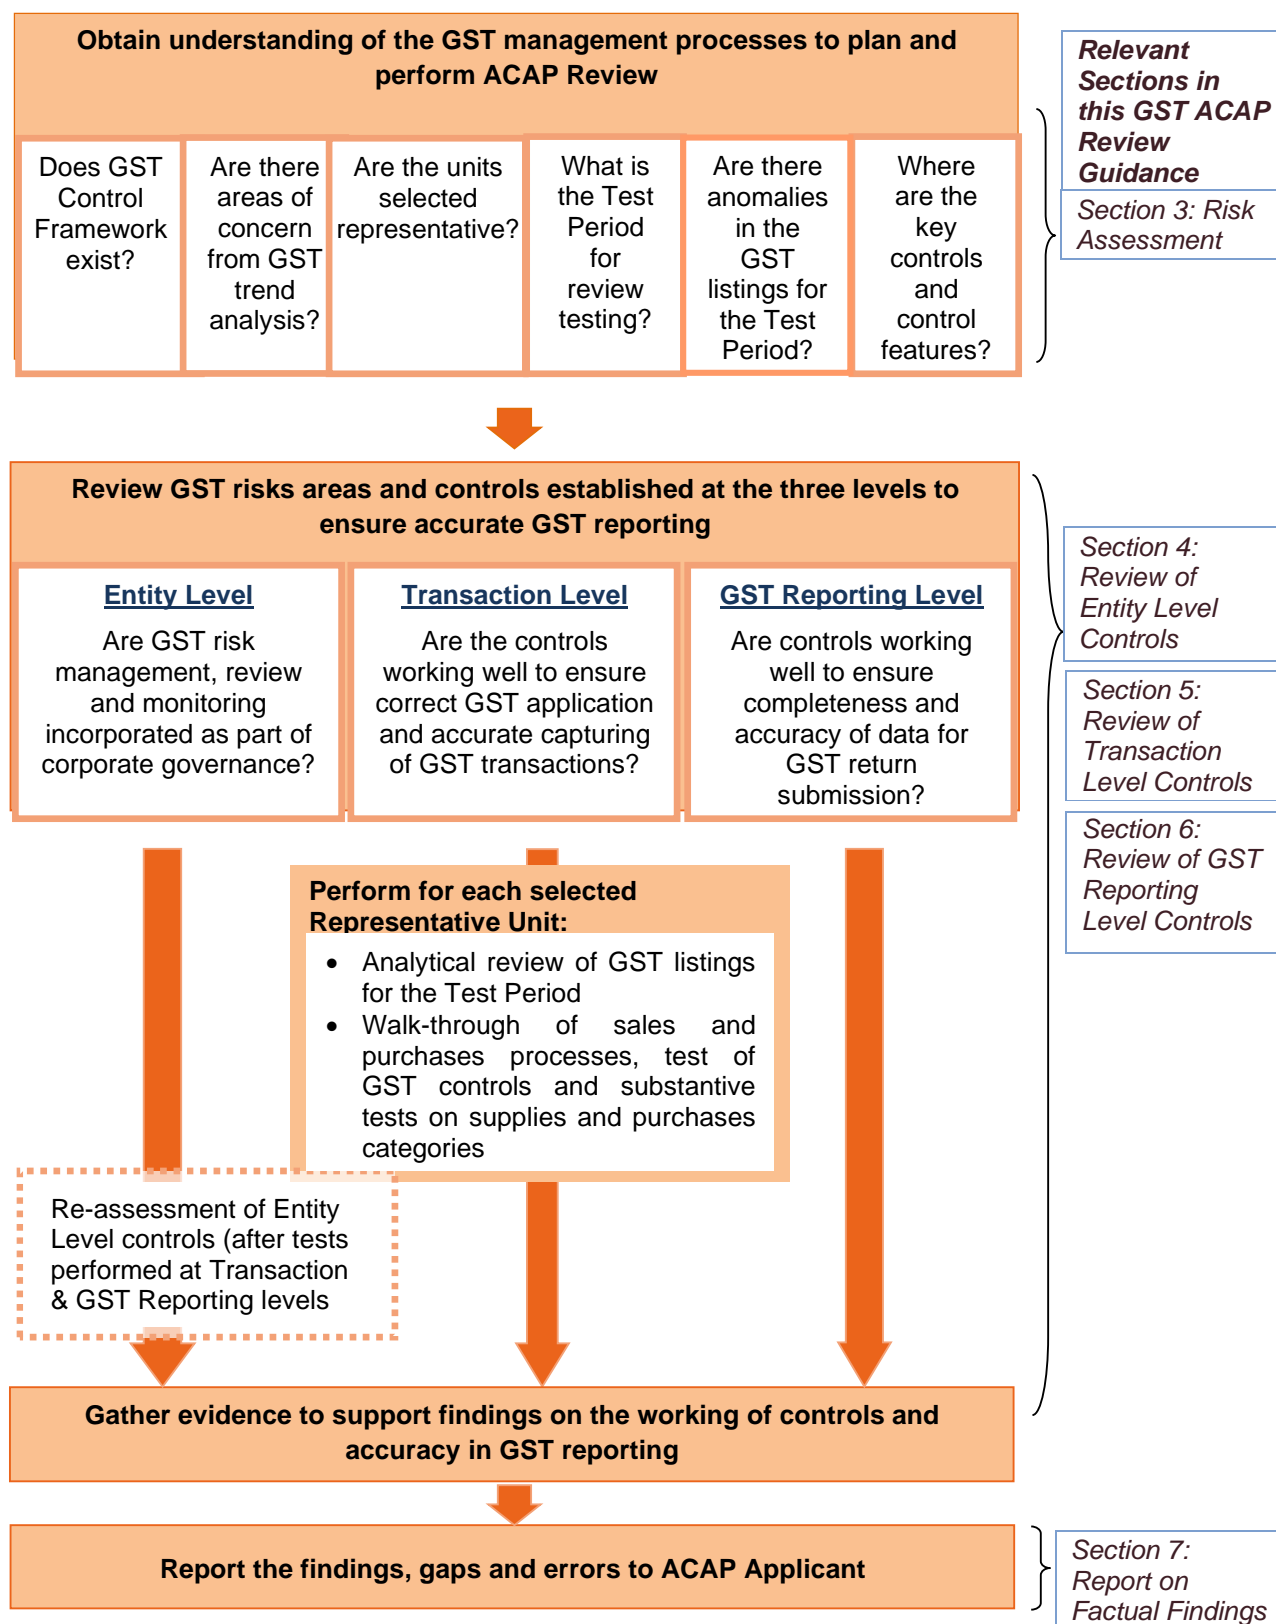 Obtain understanding of the GST management processes to plan and
perform ACAP Review
Does GST
Control
Framework
exist?
Are there
areas of
concern
from GST
trend
analysis?
Are the units
selected
representative?
What is
the Test
Period
for
review
testing?
Are there
anomalies
in the
GST
listings for
the Test
Period?
Where
are the
key
controls
and
control
features?
Relevant
Sections in
this GST ACAP
Review
Guidance
Section 3: Risk
Assessment
Review GST risks areas and controls established at the three levels to
ensure accurate GST reporting
Entity Level
Are GST risk
management, review
and monitoring
incorporated as part of
corporate governance?
Transaction Level
Are the controls
working well to ensure
correct GST application
and accurate capturing
of GST transactions?
GST Reporting Level
Are controls working
well to ensure
completeness and
accuracy of data for
GST return
submission?
Section 4:
Review of
Entity Level
Controls
Section 5:
Review of
Transaction
Level Controls
Section 6:
Review of GST
Reporting
Level Controls
Perform for each selected
Representative Unit:
• Analytical review of GST listings
for the Test Period
• Walk-through of sales and
purchases processes, test of
GST controls and substantive
tests on supplies and purchases
categories
Re-assessment of Entity
Level controls (after tests
performed at Transaction
& GST Reporting levels
Gather evidence to support findings on the working of controls and
accuracy in GST reporting
Report the findings, gaps and errors to ACAP Applicant
Section 7:
Report on
Factual Findings